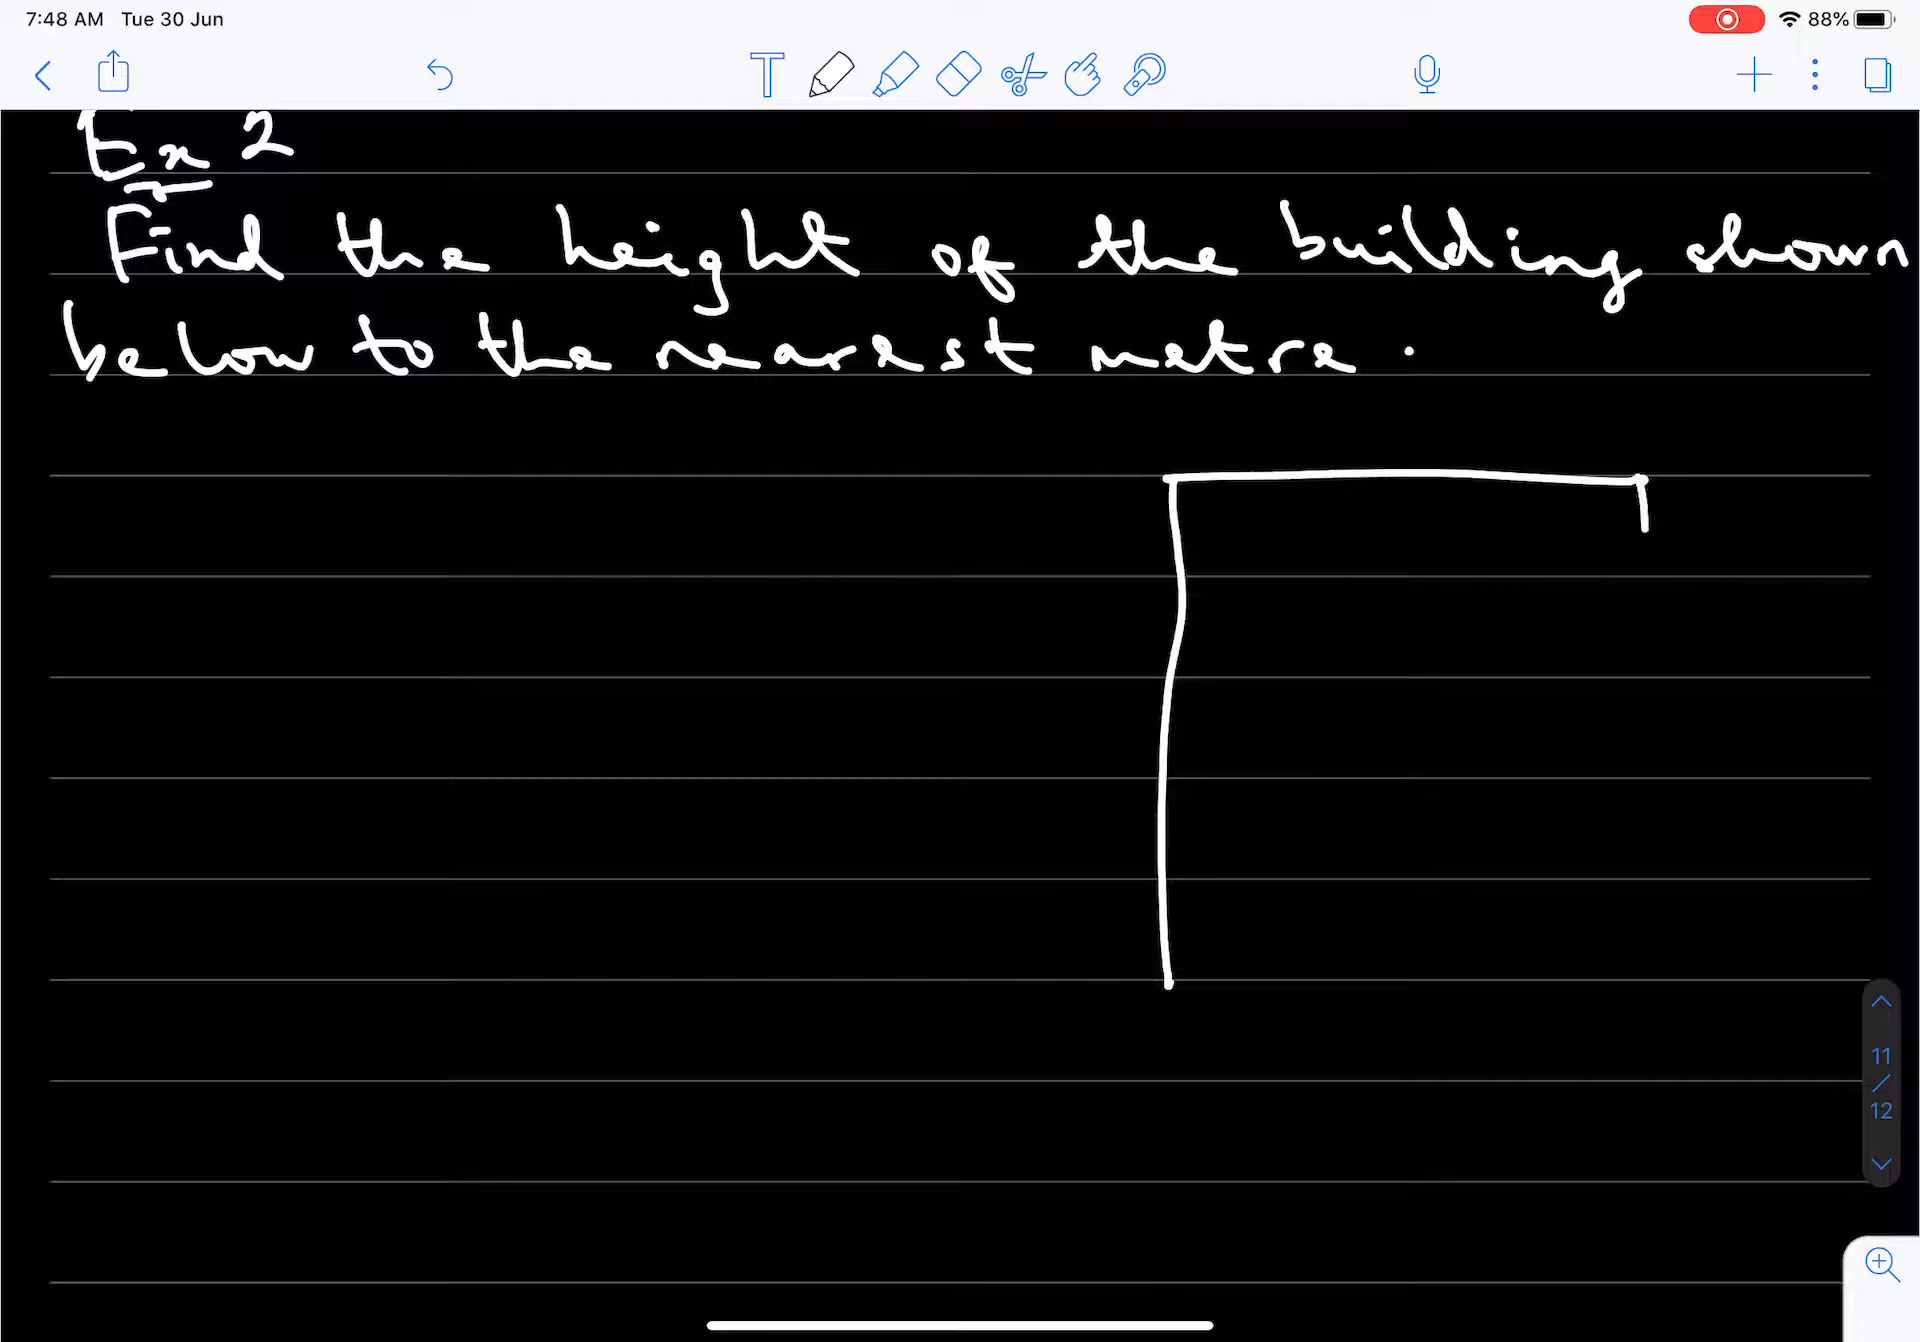 7:48 AM Tue 30 Jun
88%
Ex 2
Find the height of the building shown
below to the nearest metre.
11
/
12